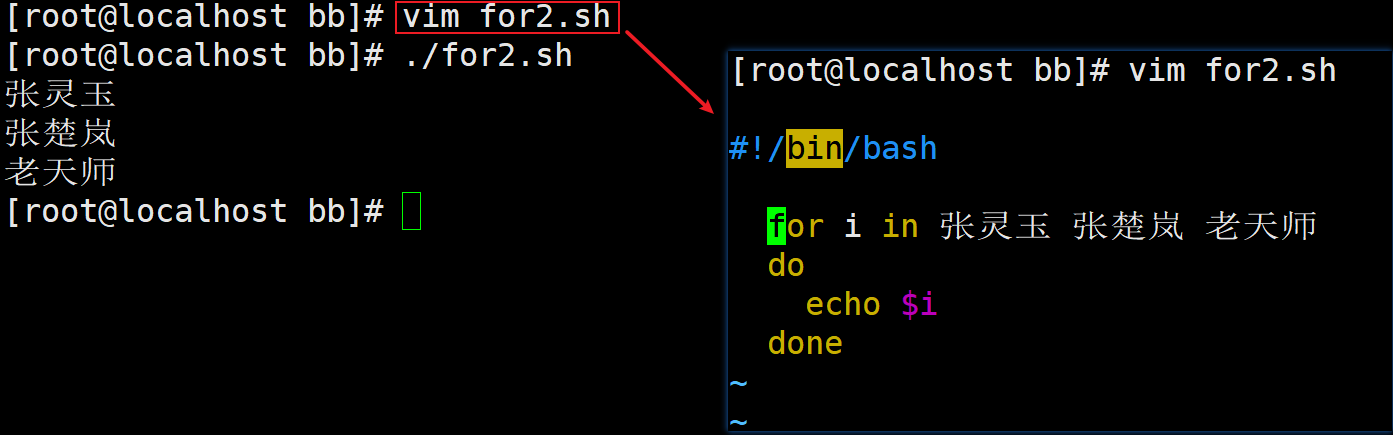 [root@localhost bb]# vim for2.sh
[root@localhost bb]# ./for2.sh
张灵玉
张楚岚
老天师
[root@localhost bb]#
[root@localhost bb]# vim for2.sh
#!/bin/bash
for i in 张灵玉 张楚岚 老天师
do
echo $i
done
~
~